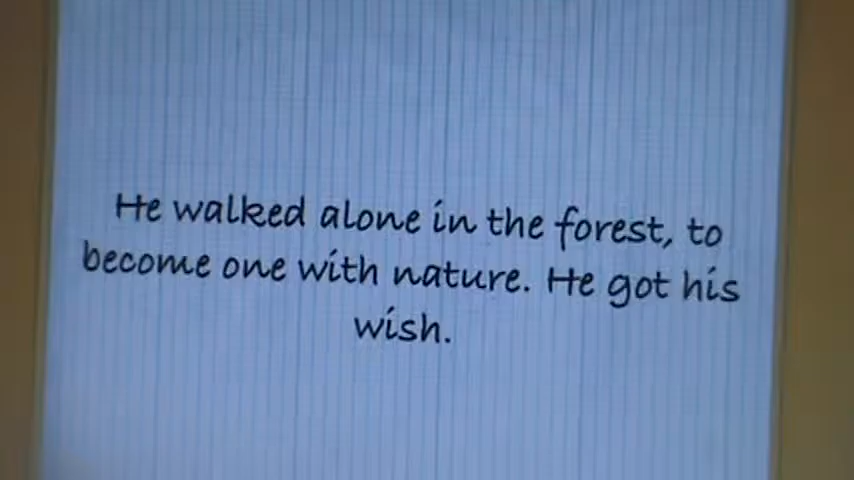 He walked alone in the forest, to
become one with nature. He got his
wish.